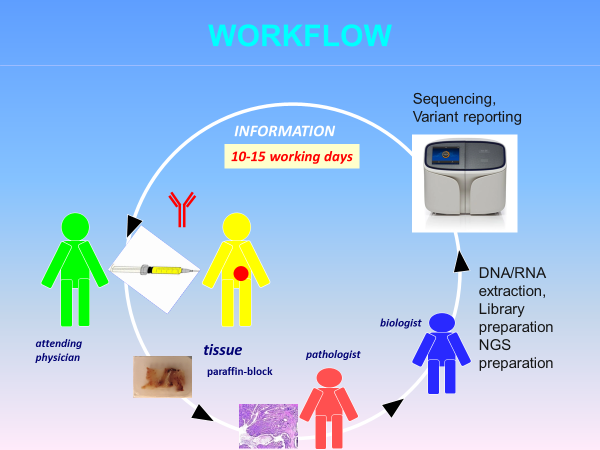 WORKFLOW
Sequencing,
Variant reporting
INFORMATION
10-15 working days
DNA/RNA
extraction,
Library
preparation
NGS
preparation
biologist
attending
physician
tissue
paraffin-block
pathologist